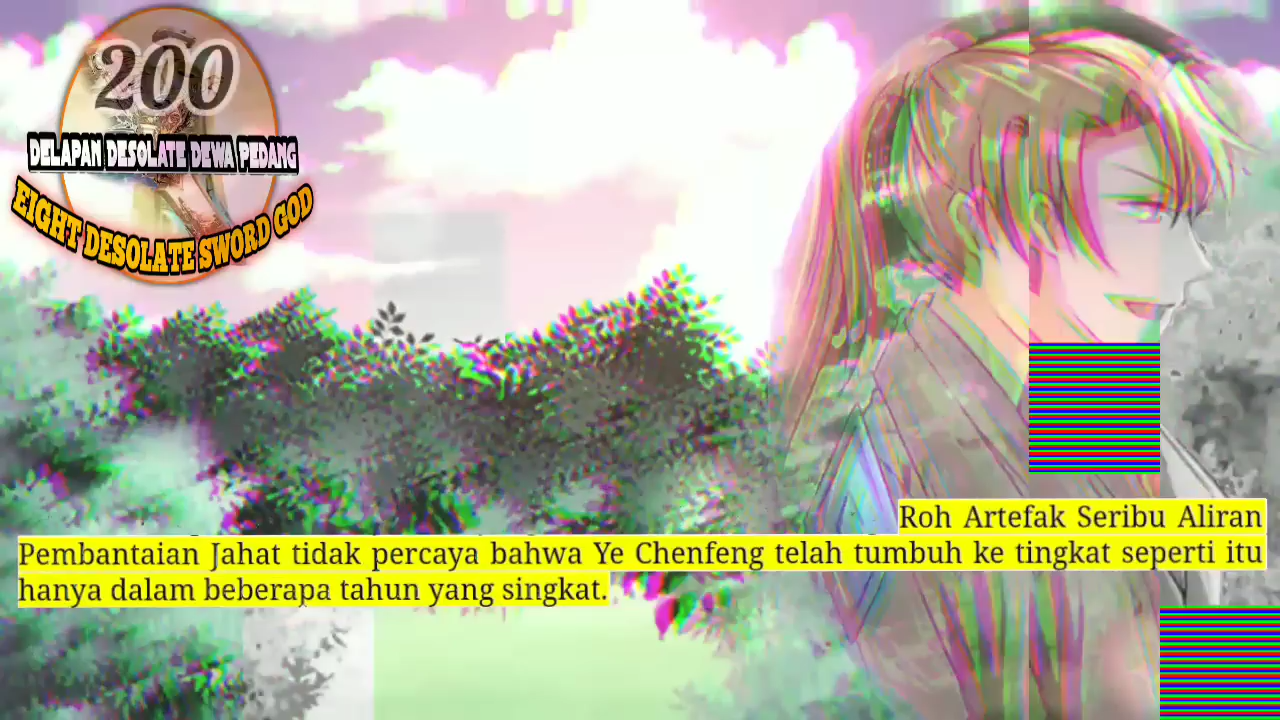 200
DELAPAN DESOLATE DEWA PEDANG
EIGHT DESOLATE SWORD GOD
Roh Artefak Seribu Aliran
Pembantaian Jahat tidak percaya bahwa Ye Chenfeng telah tumbuh ke tingkat seperti itu
hanya dalam beberapa tahun yang singkat.